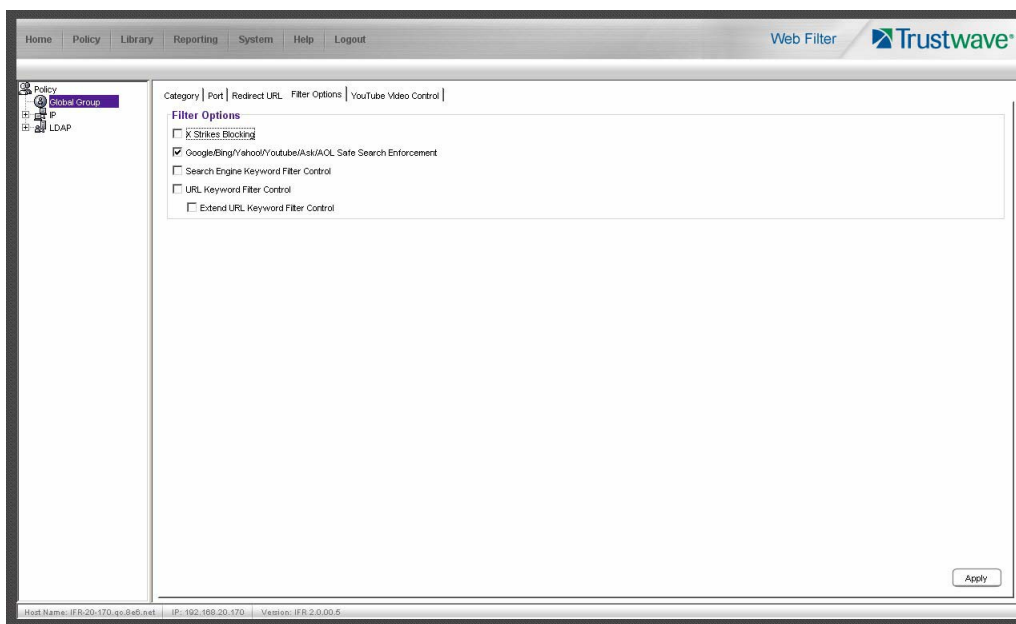 Home Policy Library Reporting System Help Logout
Web Filter
Trustwave®
Policy
Global Group
IP
LDAP
Category | Port | Redirect URL Filter Options | YouTube Video Control |
Filter Options
X Strikes Blocking
Google/Bing/Yahoo!/Youtube/Ask/AOL Safe Search Enforcement
Search Engine Keyword Filter Control
URL Keyword Filter Control
Extend URL Keyword Filter Control
Apply
Host Name: IFR-20-170.qc.8e6.net IP: 192.168.20.170 Version: IFR 2.0.00.5